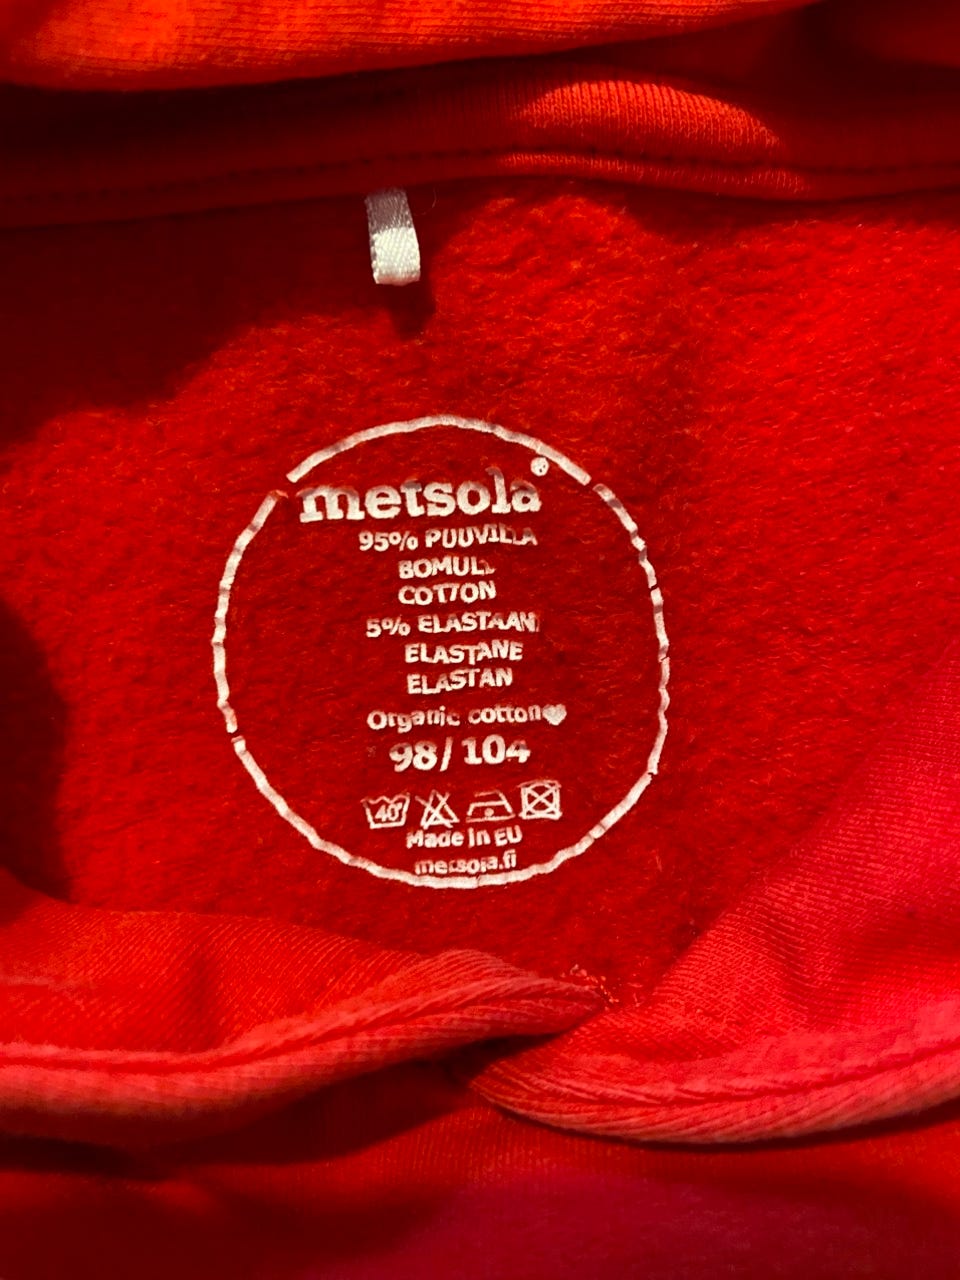 metsola®
95% PUUVILLA
BOMULL
COTTON
5% ELASTAANI
ELASTANE
ELASTAN
Organic cotton♥
98/104
40°
Made in EU
metsola.fi